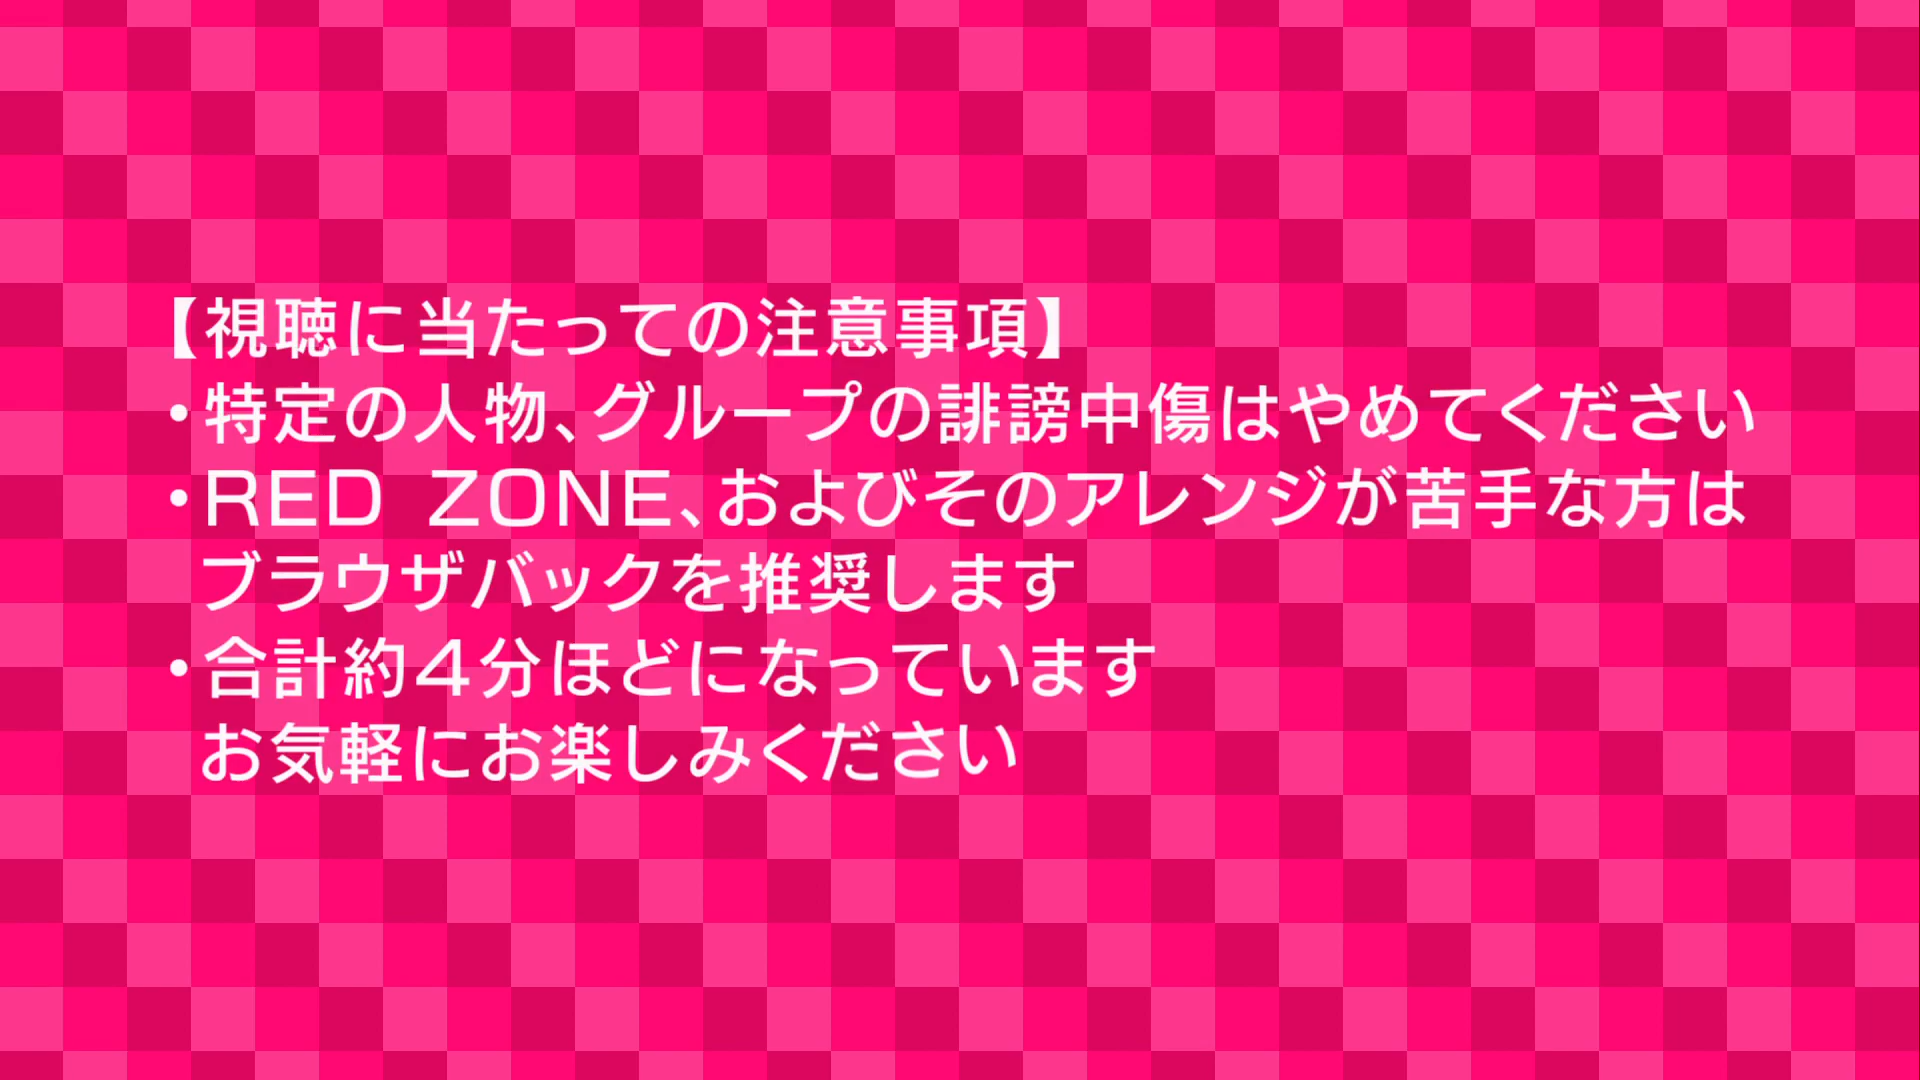 【視聴に当たっての注意事項】
・特定の人物、グループの誹謗中傷はやめてください
・RED ZONE、およびそのアレンジが苦手な方は
ブラウザバックを推奨します
・合計約4分ほどになっています
お気軽にお楽しみください